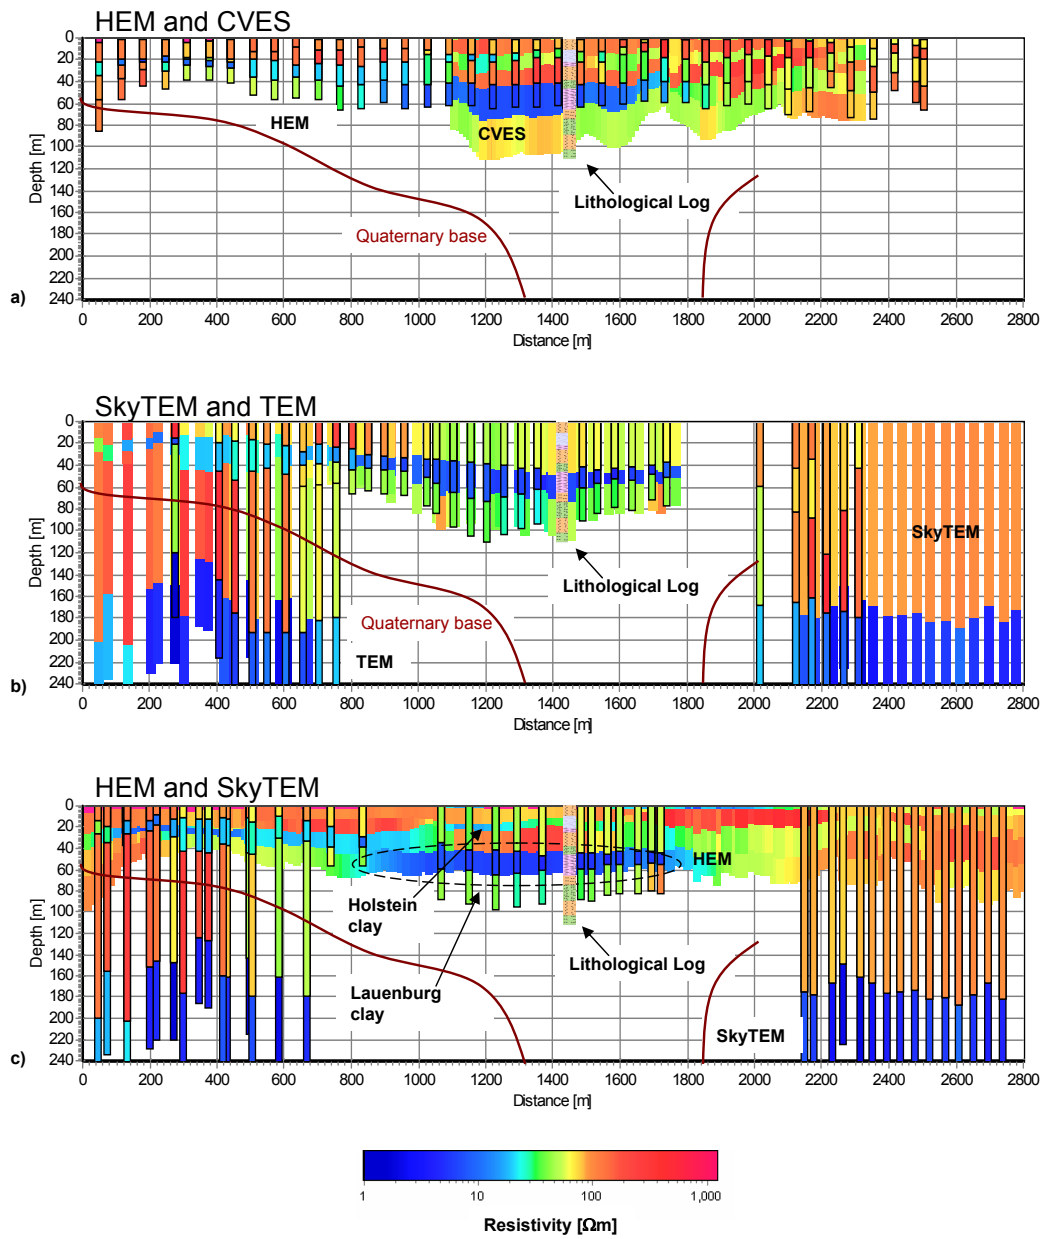 HEM and CVES
0
20
40
60
80
100
120
140
160
180
200
220
240
Depth [m]
HEM
CVES
Lithological Log
Quaternary base
a)
0 200 400 600 800 1000 1200 1400 1600 1800 2000 2200 2400 2600 2800
Distance [m]
SkyTEM and TEM
0
20
40
60
80
100
120
140
160
180
200
220
240
Depth [m]
SkyTEM
Lithological Log
Quaternary base
TEM
b)
0 200 400 600 800 1000 1200 1400 1600 1800 2000 2200 2400 2600 2800
Distance [m]
HEM and SkyTEM
0
20
40
60
80
100
120
140
160
180
200
220
240
Depth [m]
HEM
Holstein
clay
Lithological Log
Lauenburg
clay
SkyTEM
c)
0 200 400 600 800 1000 1200 1400 1600 1800 2000 2200 2400 2600 2800
Distance [m]
1 10 100 1,000
Resistivity [Ωm]